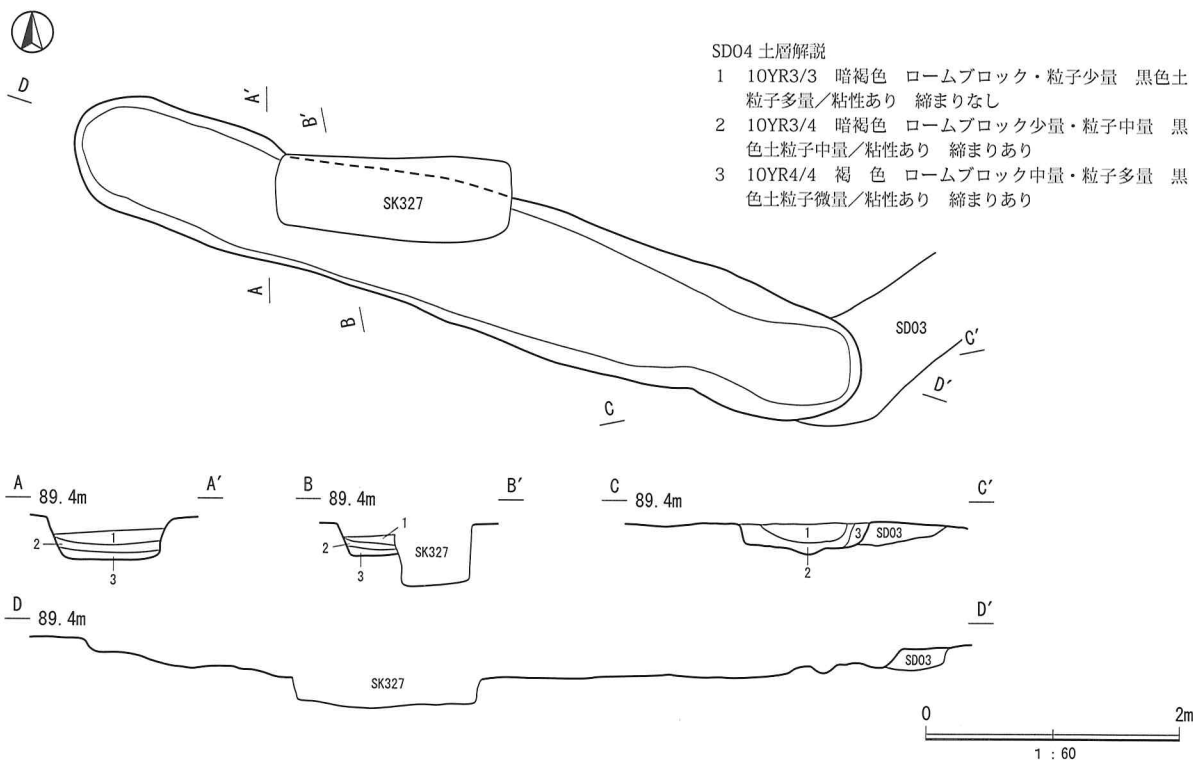 SD04 土層解説
1 10YR3/3 暗褐色 ロームブロック・粒子少量 黒色土
粒子多量／粘性あり 締まりなし
2 10YR3/4 暗褐色 ロームブロック少量・粒子中量 黒
色土粒子中量／粘性あり 締まりあり
3 10YR4/4 褐 色 ロームブロック中量・粒子多量 黒
色土粒子微量／粘性あり 締まりあり
D
A'
B'
SK327
A
B
SD03
C'
D'
C
A 89.4m A'
1
2
3
B 89.4m B'
1
2
3
SK327
C 89.4m C'
1
3
SD03
2
D 89.4m D'
SK327
SD03
0 2m
1 : 60